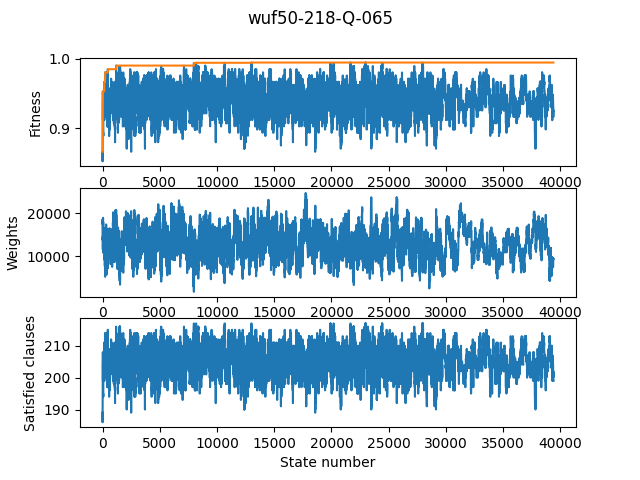 wuf50-218-Q-065
1.0
0.9
Fitness
0 5000 10000 15000 20000 25000 30000 35000 40000
20000
10000
Weights
0 5000 10000 15000 20000 25000 30000 35000 40000
210
200
190
Satisfied clauses
0 5000 10000 15000 20000 25000 30000 35000 40000
State number